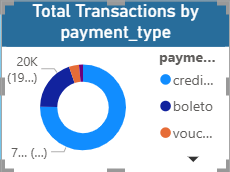 Total Transactions by
payment_type
20K
(19...)
7... (...)
payme...
credi...
boleto
vouc...